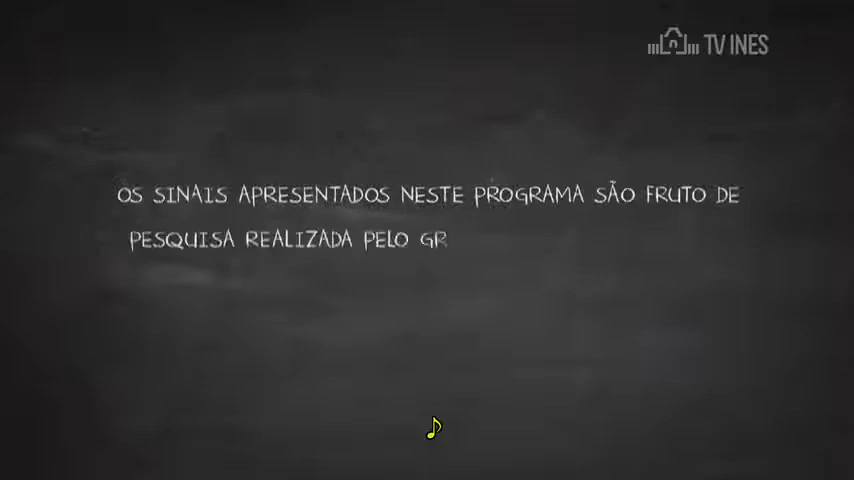 TV INES
OS SINAIS APRESENTADOS NESTE PROGRAMA SÃO FRUTO DE
PESQUISA REALIZADA PELO GR
♪